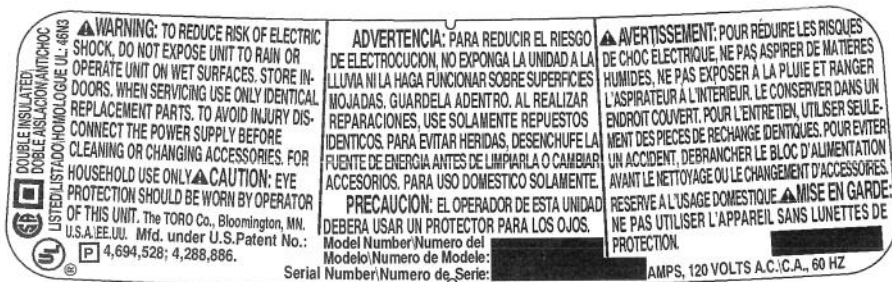 DOUBLE INSULATED/
DOBLE AISLACION/ANTICHOC
LISTED/LISTADO/HOMOLOGUE UL: 46N3
WARNING: TO REDUCE RISK OF ELECTRIC
SHOCK, DO NOT EXPOSE UNIT TO RAIN OR
OPERATE UNIT ON WET SURFACES. STORE IN-
DOORS. WHEN SERVICING USE ONLY IDENTICAL
REPLACEMENT PARTS. TO AVOID INJURY DIS-
CONNECT THE POWER SUPPLY BEFORE
CLEANING OR CHANGING ACCESSORIES. FOR
HOUSEHOLD USE ONLY CAUTION: EYE
PROTECTION SHOULD BE WORN BY OPERATOR
OF THIS UNIT. The TORO Co., Bloomington, MN.
U.S.A\EE.UU. Mfd. under U.S.Patent No.:
P 4,694,528; 4,288,886.
ADVERTENCIA: PARA REDUCIR EL RIESGO
DE ELECTROCUCION, NO EXPONGA LA UNIDAD A LA
LLUVIA NI LA HAGA FUNCIONAR SOBRE SUPERFICIES
MOJADAS. GUARDELA ADENTRO. AL REALIZAR
REPARACIONES, USE SOLAMENTE REPUESTOS
IDENTICOS. PARA EVITAR HERIDAS, DESENCHUFE LA
FUENTE DE ENERGIA ANTES DE LIMPIARLA O CAMBIAR
ACCESORIOS. PARA USO DOMESTICO SOLAMENTE.
PRECAUCION: EL OPERADOR DE ESTA UNIDAD
DEBERA USAR UN PROTECTOR PARA LOS OJOS.
Model Number\Numero del
Modelo\Numero de Modele:
Serial Number\Numero de Serie:
AVERTISSEMENT: POUR RÉDUIRE LES RISQUES
DE CHOC ÉLECTRIQUE, NE PAS ASPIRER DE MATIÈRES
HUMIDES, NE PAS EXPOSER A LA PLUIE ET RANGER
L'ASPIRATEUR A L'INTERIEUR. LE CONSERVER DANS UN
ENDROIT COUVERT. POUR L'ENTRETIEN, UTILISER SEULE-
MENT DES PIECES DE RECHANGE IDENTIQUES. POUR EVITER
UN ACCIDENT, DEBRANCHER LE BLOC D'ALIMENTATION
AVANT LE NETTOYAGE OU LE CHANGEMENT D'ACCESSOIRES.
RESERVE A L'USAGE DOMESTIQUE MISE EN GARDE-
NE PAS UTILISER L'APPAREIL SANS LUNETTES DE
PROTECTION.
AMPS, 120 VOLTS A.C.\C.A., 60 HZ